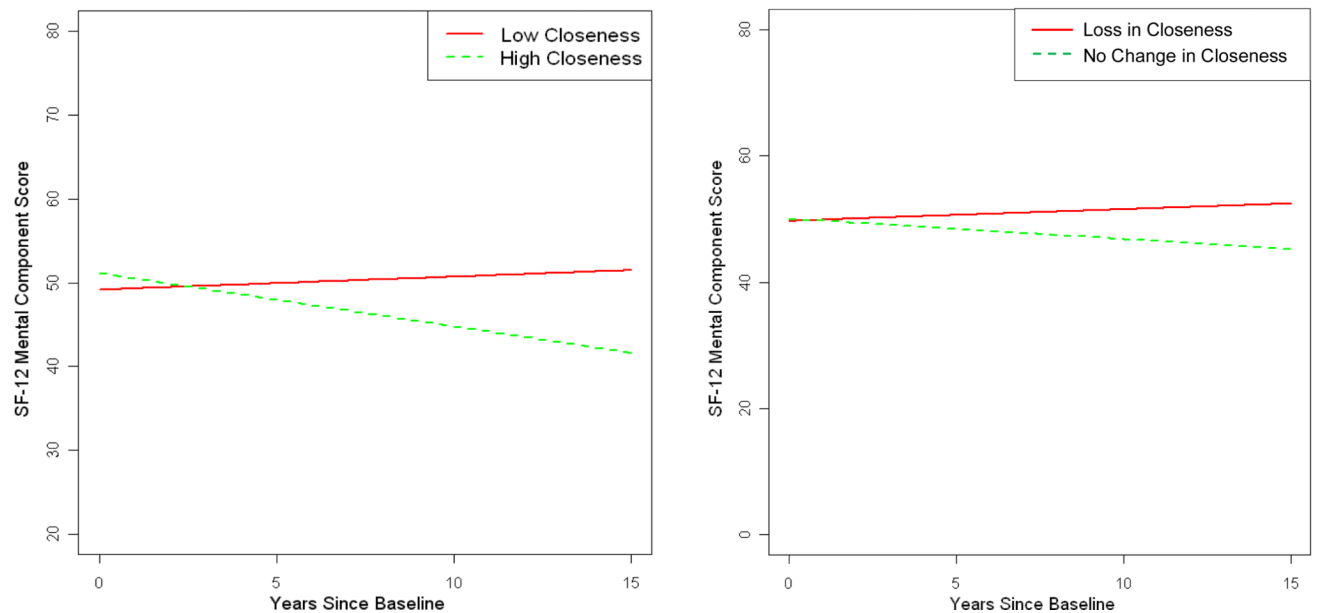 Low Closeness
High Closeness
80
70
60
50
40
30
20
SF-12 Mental Component Score
0 5 10 15
Years Since Baseline
Loss in Closeness
No Change in Closeness
80
60
40
20
0
SF-12 Mental Component Score
0 5 10 15
Years Since Baseline